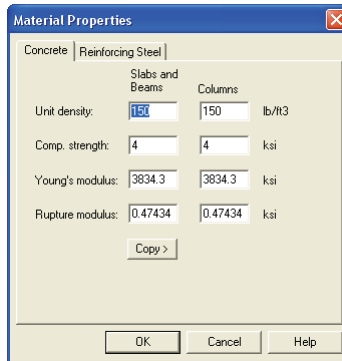 Material Properties
Concrete Reinforcing Steel
Slabs and
Beams Columns
Unit density: 150 150 lb/ft3
Comp. strength: 4 4 ksi
Young's modulus: 3834.3 3834.3 ksi
Rupture modulus: 0.47434 0.47434 ksi
Copy >
OK Cancel Help